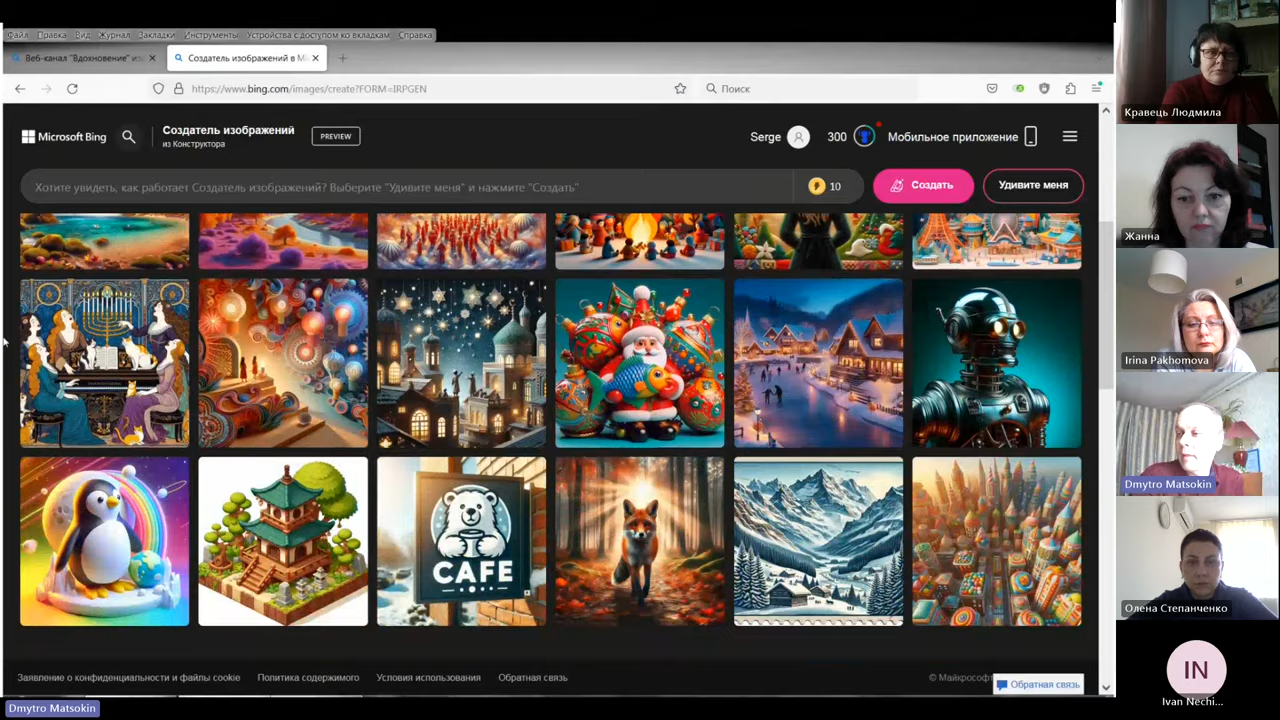 Файл Правка Вид Журнал Закладки Инструменты Устройства с доступом ко вкладкам Справка
Веб-канал "Вдохновение" из
Создатель изображений в Mi
https://www.bing.com/images/create?FORM=IRPGEN
Поиск
Microsoft Bing
Создатель изображений
из Конструктора
PREVIEW
Serge
300
Мобильное приложение
Хотите увидеть, как работает Создатель изображений? Выберите "Удивите меня" и нажмите "Создать"
10
Создать
Удивите меня
CAFE
Заявление о конфиденциальности и файлы cookie
Политика содержимого
Условия использования
Обратная связь
© Майкрософт
Обратная связь
Dmytro Matsokin
Кравець Людмила
Жанна
Irina Pakhomova
Dmytro Matsokin
Олена Степанченко
IN
Ivan Nechi...